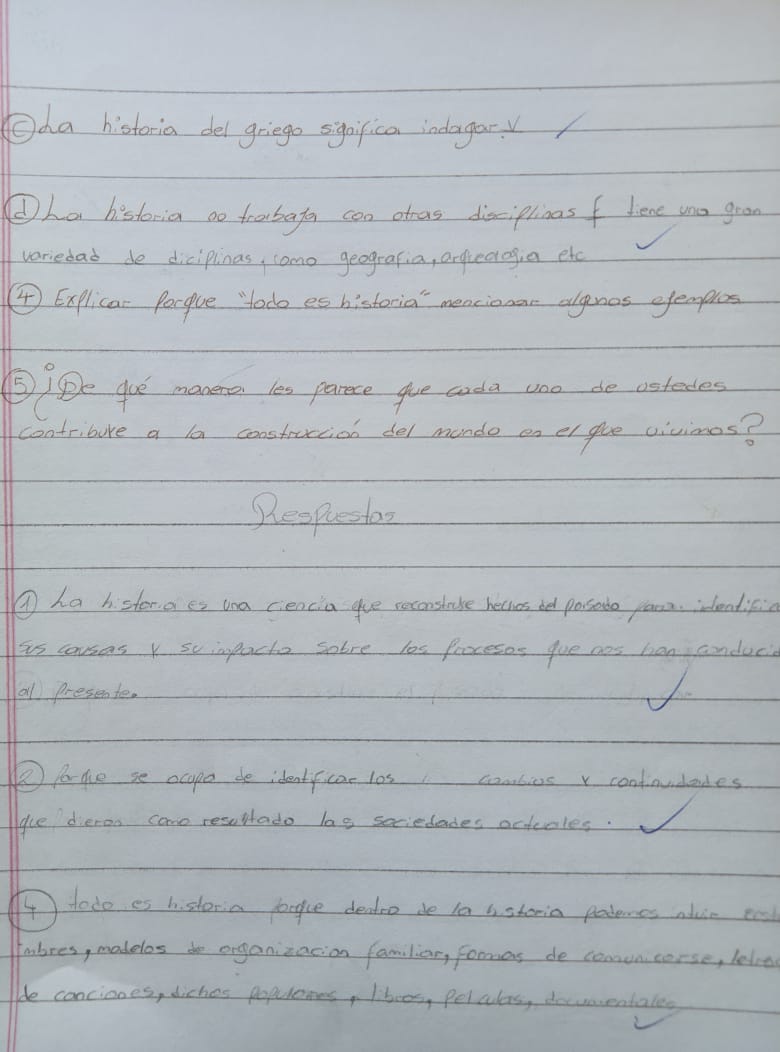 c) La historia del griego significa indagar. V
d) La historia no trabaja con otras disciplinas f tiene una gran
variedad de diciplinas, como geografia, arqueologia etc
4) Explicar Porque "todo es historia" mencionar algunos ejemplos
5) ¿De qué manera les parece que cada uno de ustedes
contribuye a la construcción del mundo en el que vivimos?
Respuestas
1) La historia es una ciencia que reconstruye hechos del pasado para identifica
sus causas y su impacto sobre los procesos que nos han conducid
al presente.
2) Porque se ocupa de identificar los cambios y continuidades
que dieron como resultado las sociedades actuales.
4) todo es historia porque dentro de la historia podemos
umbres, modelos de organizacion familiar, formas de comunicarse, letras
de canciones, dichos populares, libros, peliculas, documentales